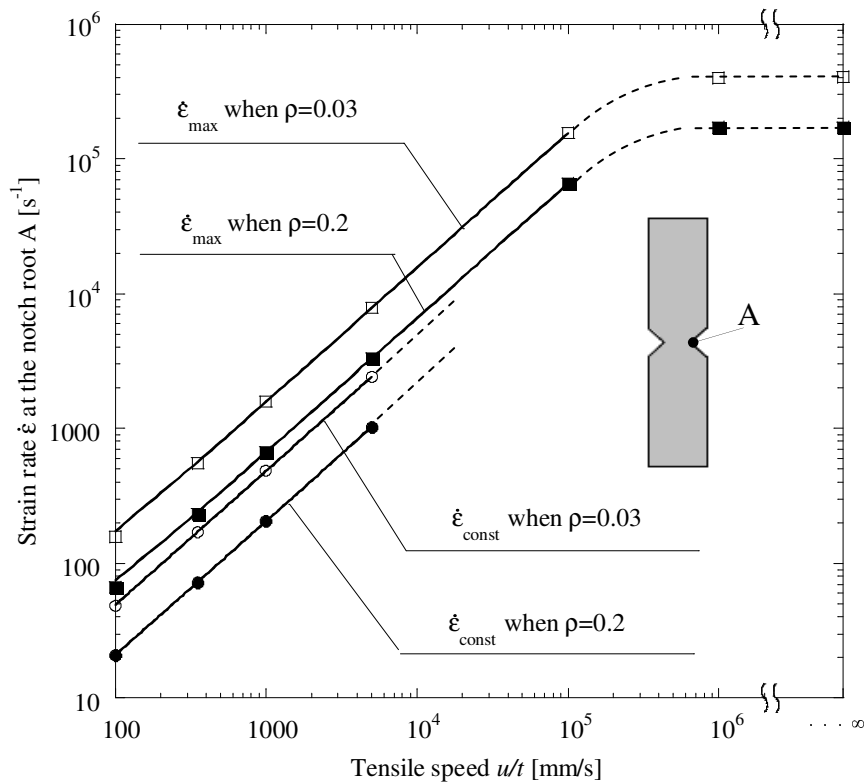 10⁶
10⁵
10⁴
1000
100
10
Strain rate ε̇ at the notch root A [s⁻¹]
ε̇max when ρ=0.03
ε̇max when ρ=0.2
A
ε̇const when ρ=0.03
ε̇const when ρ=0.2
100 1000 10⁴ 10⁵ 10⁶ . . . . ∞
Tensile speed u/t [mm/s]